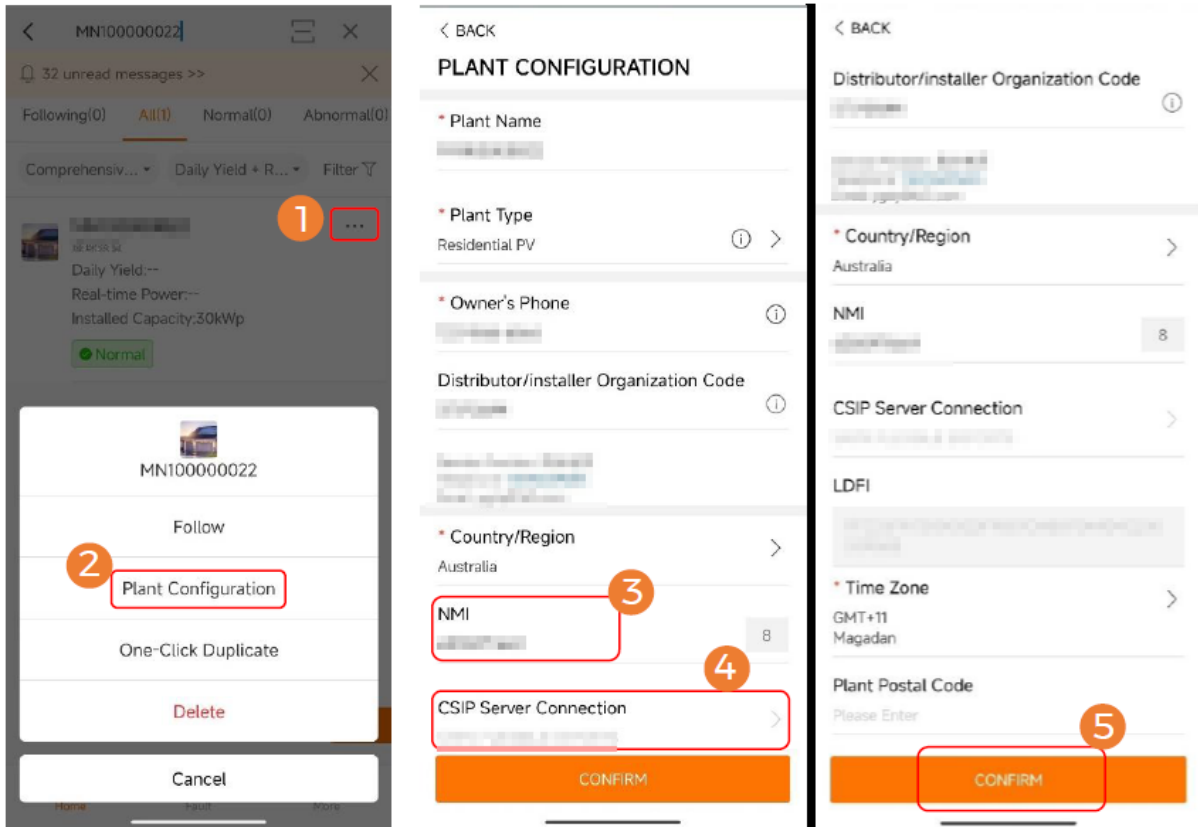 MN100000022
32 unread messages >>
Following(0) All(1) Normal(0) Abnormal(0)
Comprehensiv... Daily Yield + R... Filter
1
...
Daily Yield:--
Real-time Power:--
Installed Capacity:30kWp
Normal
MN100000022
Follow
2
Plant Configuration
One-Click Duplicate
Delete
Cancel
Home Fault More
< BACK
PLANT CONFIGURATION
* Plant Name
* Plant Type
Residential PV
* Owner's Phone
Distributor/installer Organization Code
* Country/Region
Australia
3
NMI
8
4
CSIP Server Connection
CONFIRM
< BACK
Distributor/installer Organization Code
* Country/Region
Australia
NMI
8
CSIP Server Connection
LDFI
* Time Zone
GMT+11
Magadan
Plant Postal Code
Please Enter
5
CONFIRM